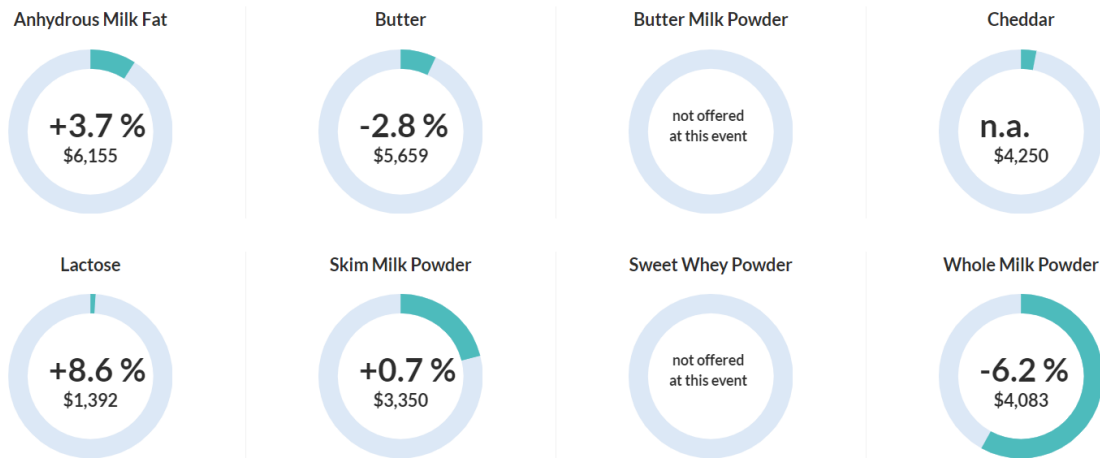 Anhydrous Milk Fat
+3.7 %
$6,155
Butter
-2.8 %
$5,659
Butter Milk Powder
not offered
at this event
Cheddar
n.a.
$4,250
Lactose
+8.6 %
$1,392
Skim Milk Powder
+0.7 %
$3,350
Sweet Whey Powder
not offered
at this event
Whole Milk Powder
-6.2 %
$4,083